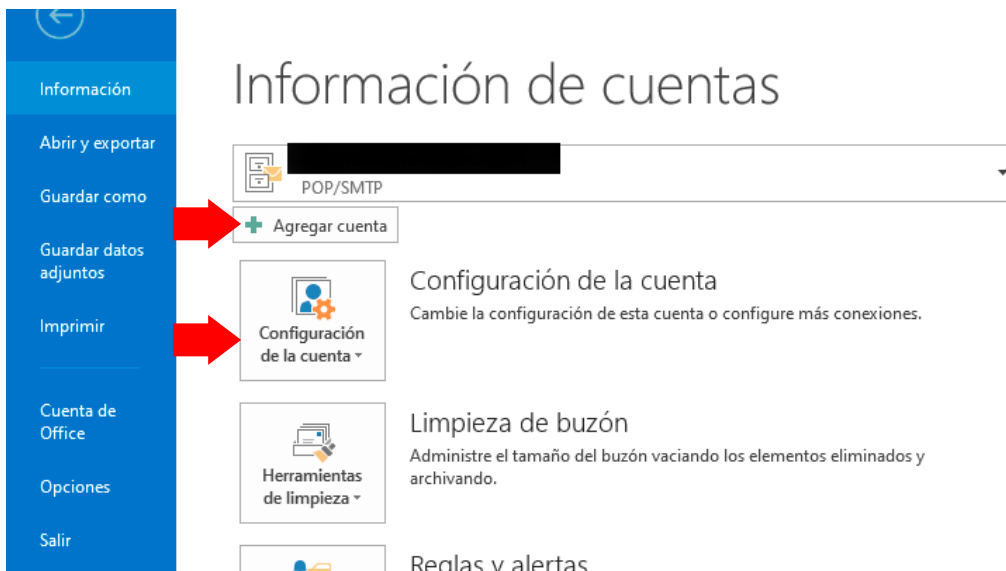 Información
Abrir y exportar
Guardar como
Guardar datos
adjuntos
Imprimir
Cuenta de
Office
Opciones
Salir
Información de cuentas
POP/SMTP
Agregar cuenta
Configuración
de la cuenta
Configuración de la cuenta
Cambie la configuración de esta cuenta o configure más conexiones.
Herramientas
de limpieza
Limpieza de buzón
Administre el tamaño del buzón vaciando los elementos eliminados y
archivando.
Reglas y alertas